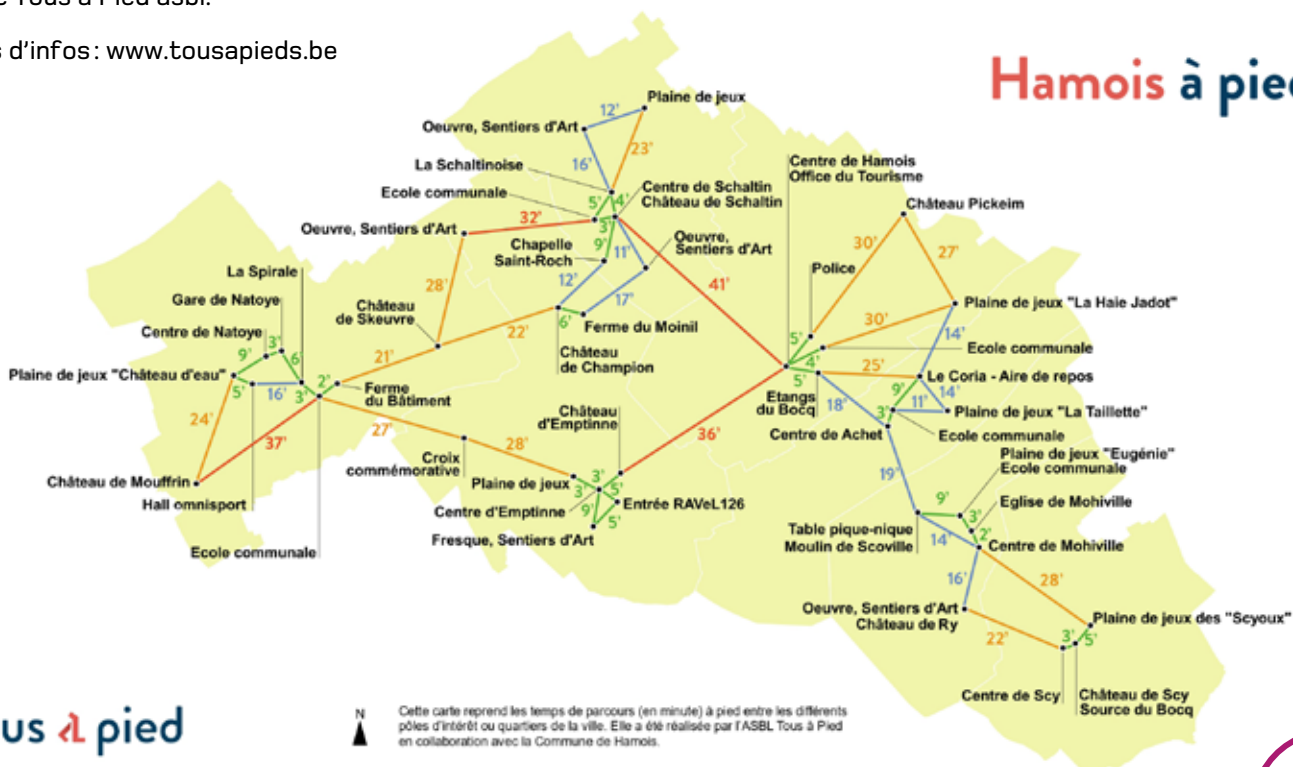 e Tous à Pied asbl.
s d'infos : www.tousapieds.be
Hamois à pied
Plaine de jeux
12'
Oeuvre, Sentiers d'Art
23'
16'
La Schaltinoise
Ecole communale
5'
4'
Centre de Schaltin
Château de Schaltin
3'
32'
Oeuvre, Sentiers d'Art
Chapelle
Saint-Roch
9'
11'
Oeuvre,
Sentiers d'Art
12'
17'
6'
Ferme du Moinil
Château
de Champion
41'
28'
Château
de Skeuvre
22'
21'
La Spirale
Gare de Natoye
Centre de Natoye
3'
9'
6'
Plaine de jeux "Château d'eau"
5'
16'
3'
2'
Ferme
du Bâtiment
24'
37'
27'
Château de Mouffrin
Hall omnisport
Ecole communale
Croix
commémorative
28'
Château
d'Emptinne
36'
Plaine de jeux
3'
3'
5'
Centre d'Emptinne
9'
5'
Entrée RAVeL126
Fresque, Sentiers d'Art
Centre de Hamois
Office du Tourisme
Château Pickeim
30'
27'
Police
5'
Plaine de jeux "La Haie Jadot"
30'
4'
Ecole communale
14'
5'
25'
Le Coria - Aire de repos
Etangs
du Bocq
18'
9'
14'
11'
3'
Plaine de jeux "La Taillette"
Centre de Achet
Ecole communale
19'
Plaine de jeux "Eugénie"
Ecole communale
9'
3'
Eglise de Mohiville
2'
Table pique-nique
Moulin de Scoville
14'
Centre de Mohiville
16'
28'
Oeuvre, Sentiers d'Art
Château de Ry
22'
3'
5'
Plaine de jeux des "Scyoux"
Centre de Scy
Château de Scy
Source du Bocq
us à pied
N
Cette carte reprend les temps de parcours (en minute) à pied entre les différents
pôles d'intérêt ou quartiers de la ville. Elle a été réalisée par l'ASBL Tous à Pied
en collaboration avec la Commune de Hamois.